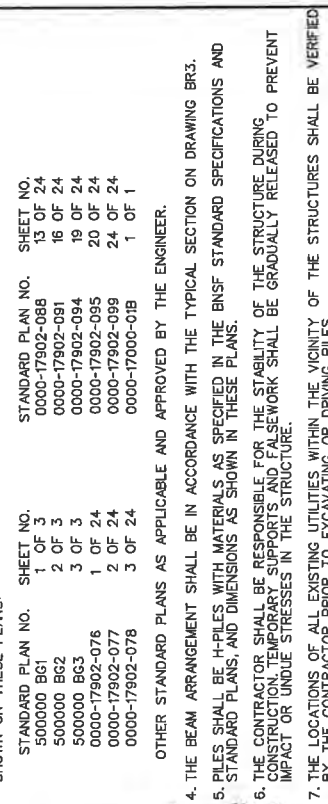 STANDARD PLAN NO. SHEET NO. STANDARD PLAN NO. SHEET NO.
500000 BG1 1 OF 3 0000-17902-088 13 OF 24
500000 BG2 2 OF 3 0000-17902-091 16 OF 24
500000 BG3 3 OF 3 0000-17902-094 19 OF 24
0000-17902-076 1 OF 24 0000-17902-095 20 OF 24
0000-17902-077 2 OF 24 0000-17902-099 24 OF 24
0000-17902-078 3 OF 24 0000-17000-01B 1 OF 1
OTHER STANDARD PLANS AS APPLICABLE AND APPROVED BY THE ENGINEER.
4. THE BEAM ARRANGEMENT SHALL BE IN ACCORDANCE WITH THE TYPICAL SECTION ON DRAWING BR3.
5. PILES SHALL BE H-PILES WITH MATERIALS AS SPECIFIED IN THE BNSF STANDARD SPECIFICATIONS AND
STANDARD PLANS, AND DIMENSIONS AS SHOWN IN THESE PLANS.
6. THE CONTRACTOR SHALL BE RESPONSIBLE FOR THE STABILITY OF THE STRUCTURE DURING
CONSTRUCTION. TEMPORARY SUPPORTS AND FALSEWORK SHALL BE GRADUALLY RELEASED TO PREVENT
IMPACT OR UNDUE STRESSES IN THE STRUCTURE.
7. THE LOCATIONS OF ALL EXISTING UTILITIES WITHIN THE VICINITY OF THE STRUCTURES SHALL BE VERIFIED
BY THE CONTRACTOR PRIOR TO EXCAVATING OR DRIVING PILES.